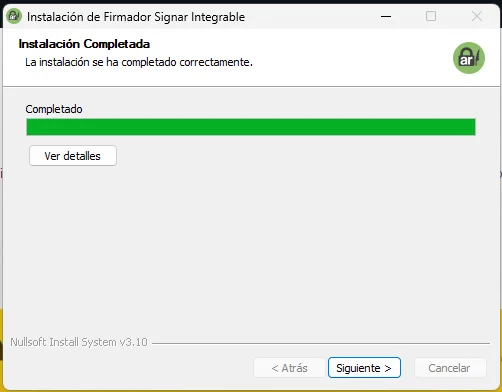 Instalación de Firmador Signar Integrable
Instalación Completada
La instalación se ha completado correctamente.
ar
Completado
Ver detalles
Nullsoft Install System v3.10
< Atrás
Siguiente >
Cancelar